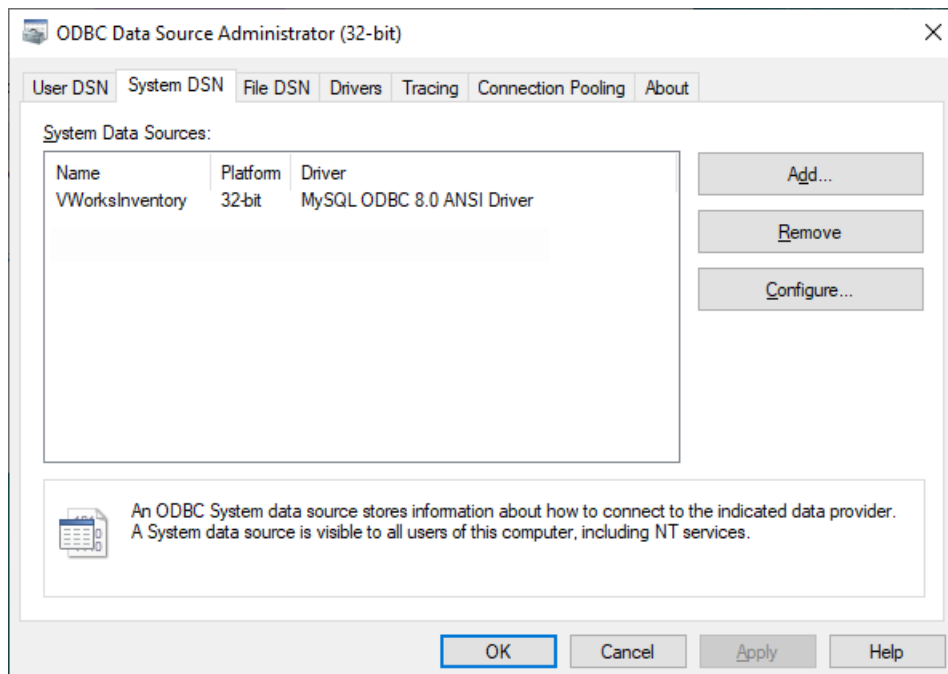 ODBC Data Source Administrator (32-bit)
User DSN System DSN File DSN Drivers Tracing Connection Pooling About
System Data Sources:
Name Platform Driver
VWorksInventory 32-bit MySQL ODBC 8.0 ANSI Driver
Add...
Remove
Configure...
An ODBC System data source stores information about how to connect to the indicated data provider.
A System data source is visible to all users of this computer, including NT services.
OK Cancel Apply Help